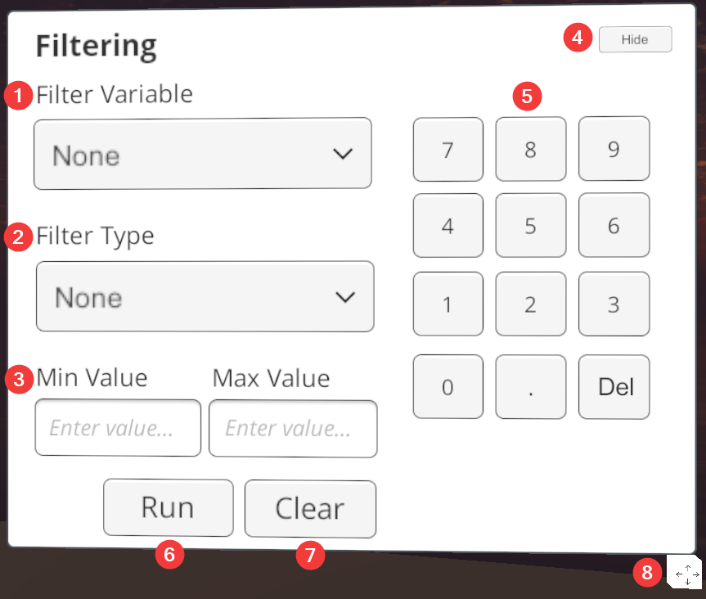 Filtering
4 Hide
1 Filter Variable
5
None
7 8 9
4 5 6
2 Filter Type
None
1 2 3
3 Min Value Max Value
0 . Del
Enter value... Enter value...
Run Clear
6 7
8